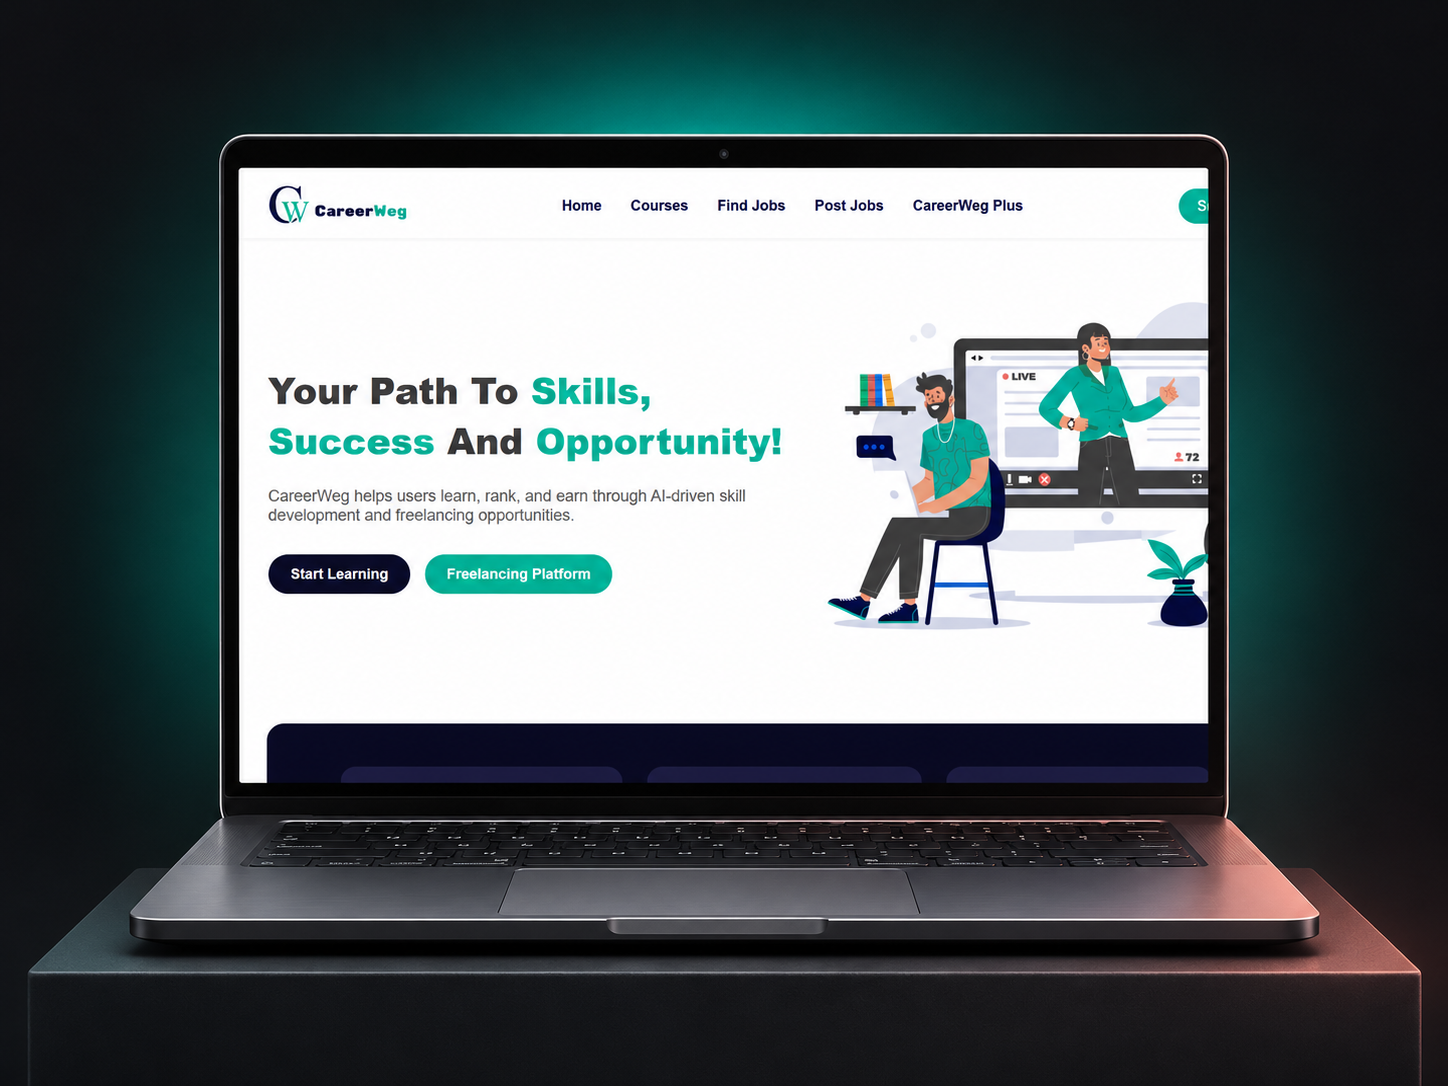 CW CareerWeg
Home Courses Find Jobs Post Jobs CareerWeg Plus
Your Path To Skills,
Success And Opportunity!
CareerWeg helps users learn, rank, and earn through AI-driven skill
development and freelancing opportunities.
Start Learning Freelancing Platform
LIVE
72